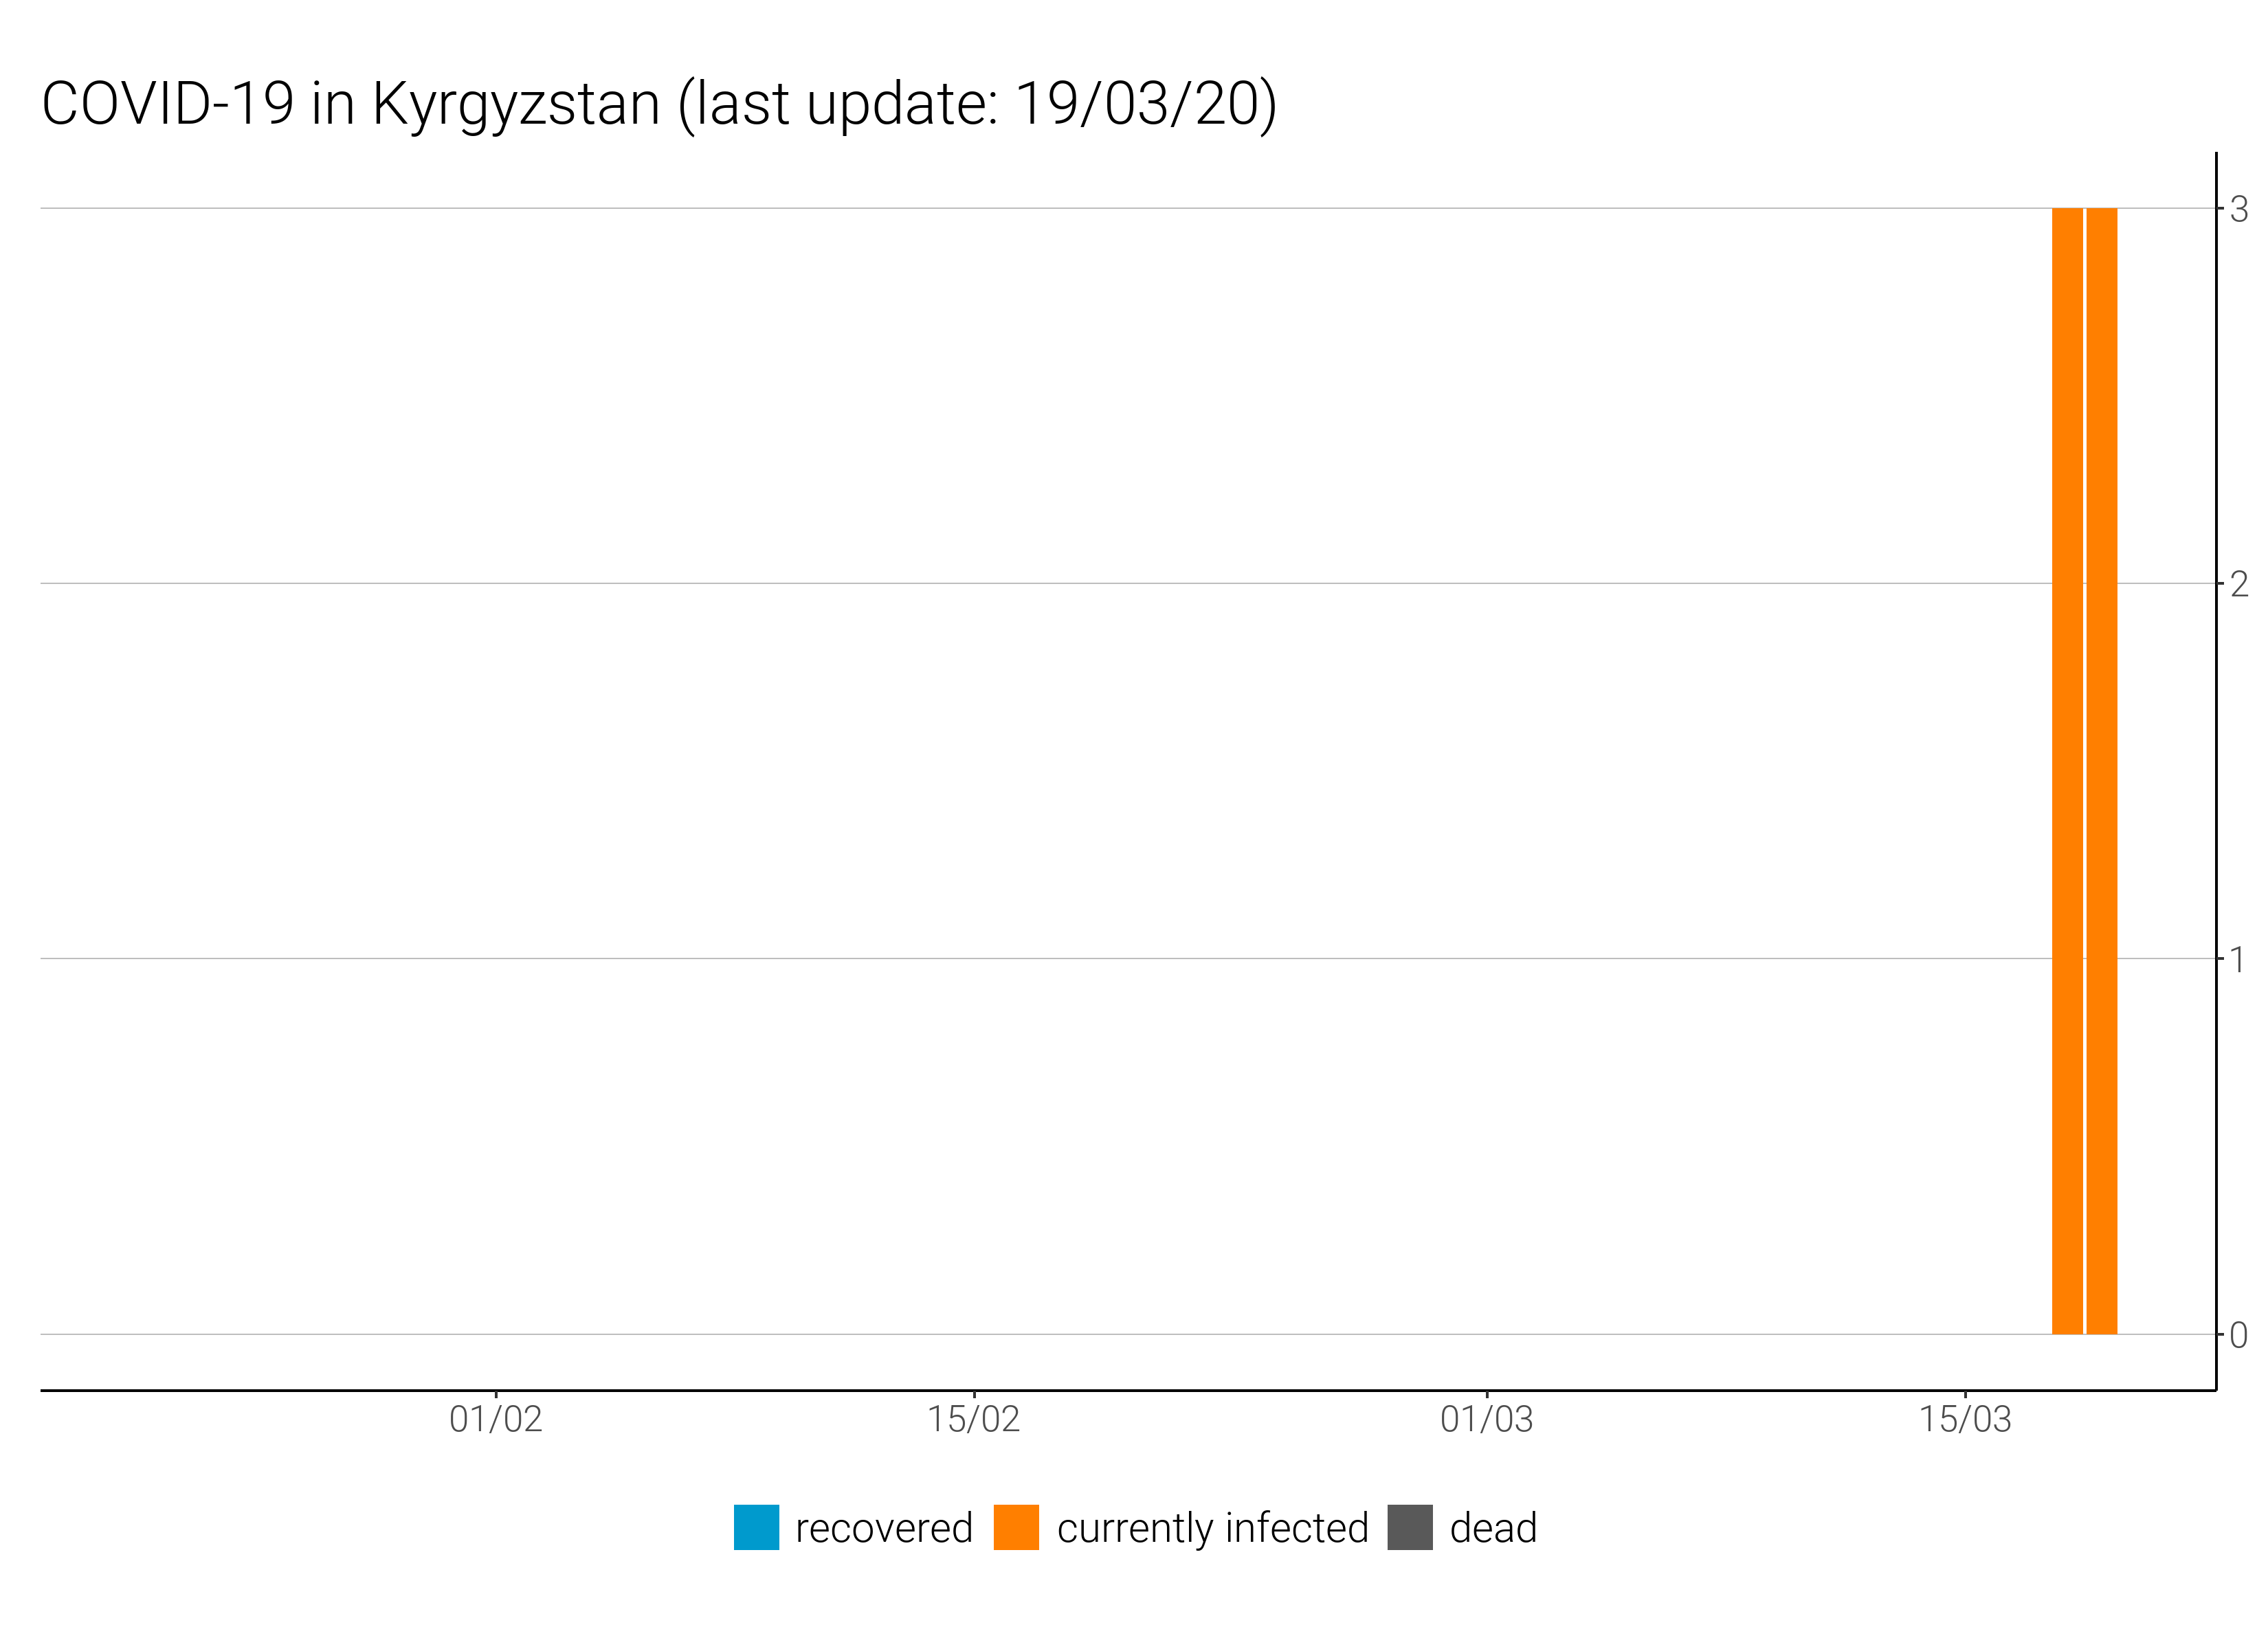 COVID-19 in Kyrgyzstan (last update: 19/03/20)
3
2
1
0
01/02 15/02 01/03 15/03
recovered currently infected dead